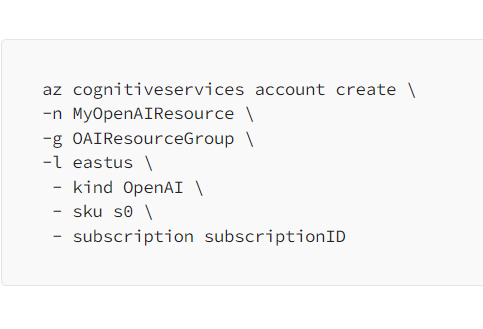 az cognitiveservices account create \
-n MyOpenAIResource \
-g OAIResourceGroup \
-l eastus \
- kind OpenAI \
- sku s0 \
- subscription subscriptionID